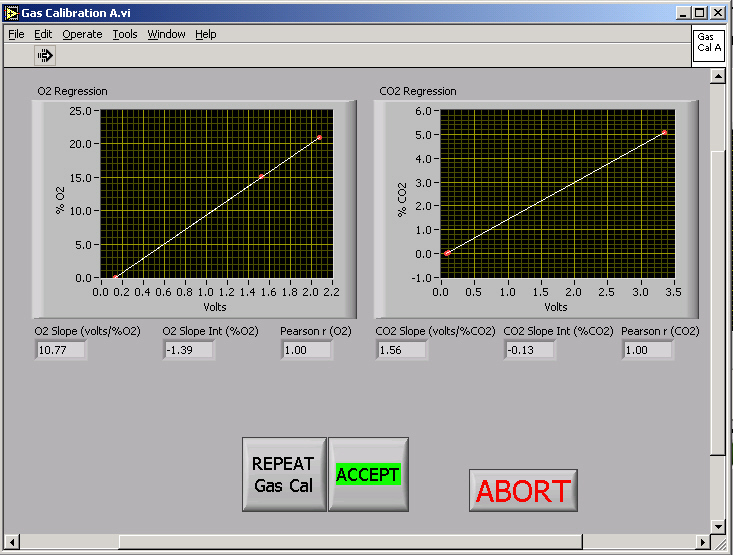 Gas Calibration A.vi
File Edit Operate Tools Window Help
Gas
Cal A
O2 Regression
25.0
20.0
15.0
10.0
5.0
0.0
% O2
0.0 0.2 0.4 0.6 0.8 1.0 1.2 1.4 1.6 1.8 2.0 2.2
Volts
CO2 Regression
6.0
5.0
4.0
3.0
2.0
1.0
0.0
-1.0
% CO2
0.0 0.5 1.0 1.5 2.0 2.5 3.0 3.5
Volts
O2 Slope (volts/%O2) O2 Slope Int (%O2) Pearson r (O2)
10.77 -1.39 1.00
CO2 Slope (volts/%CO2) CO2 Slope Int (%CO2) Pearson r (CO2)
1.56 -0.13 1.00
REPEAT
Gas Cal
ACCEPT
ABORT